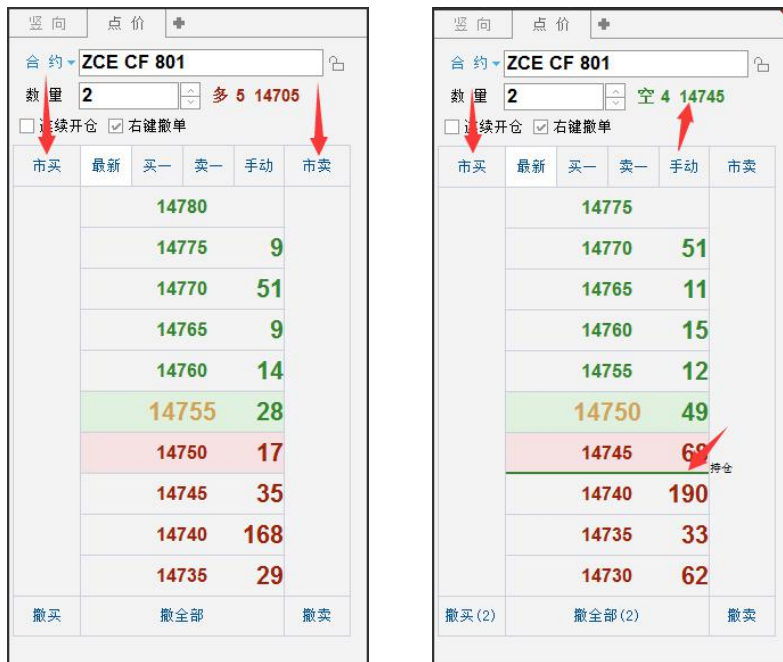 竖向 点价
合约 ZCE CF 801
数量 2 多 5 14705
连续开仓 右键撤单
市买 最新 买一 卖一 手动 市卖
14780
14775 9
14770 51
14765 9
14760 14
14755 28
14750 17
14745 35
14740 168
14735 29
撤买 撤全部 撤卖
竖向 点价
合约 ZCE CF 801
数量 2 空 4 14745
连续开仓 右键撤单
市买 最新 买一 卖一 手动 市卖
14775
14770 51
14765 11
14760 15
14755 12
14750 49
14745
持仓
14740 190
14735 33
14730 62
撤买(2) 撤全部(2) 撤卖